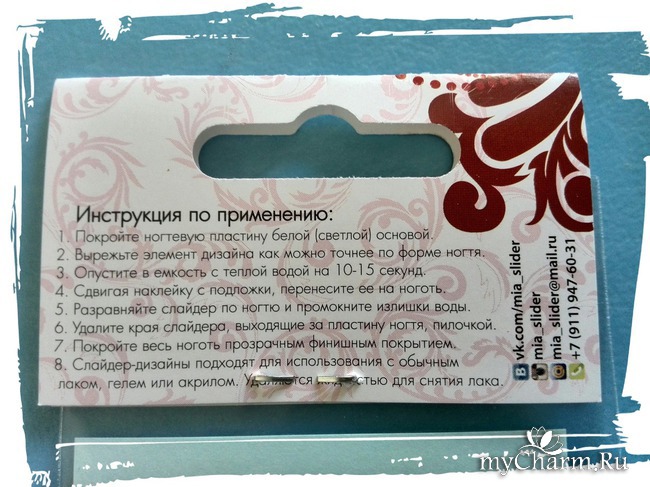 Инструкция по применению:
1. Покройте ногтевую пластину белой (светлой) основой.
2. Вырежьте элемент дизайна как можно точнее по форме ногтя.
3. Опустите в емкость с теплой водой на 10-15 секунд.
4. Сдвигая наклейку с подложки, перенесите ее на ноготь.
5. Разравняйте слайдер по ногтю и промокните излишки воды.
6. Удалите края слайдера, выходящие за пластину ногтя, пилочкой.
7. Покройте весь ноготь прозрачным финишным покрытием.
8. Слайдер-дизайны подходят для использования с обычным
лаком, гелем или акрилом. Удаляются жидкостью для снятия лака.
vk.com/mia_slider
mia_slider
mia_slider@mail.ru
+7 (911) 947-60-31
myCharm.Ru